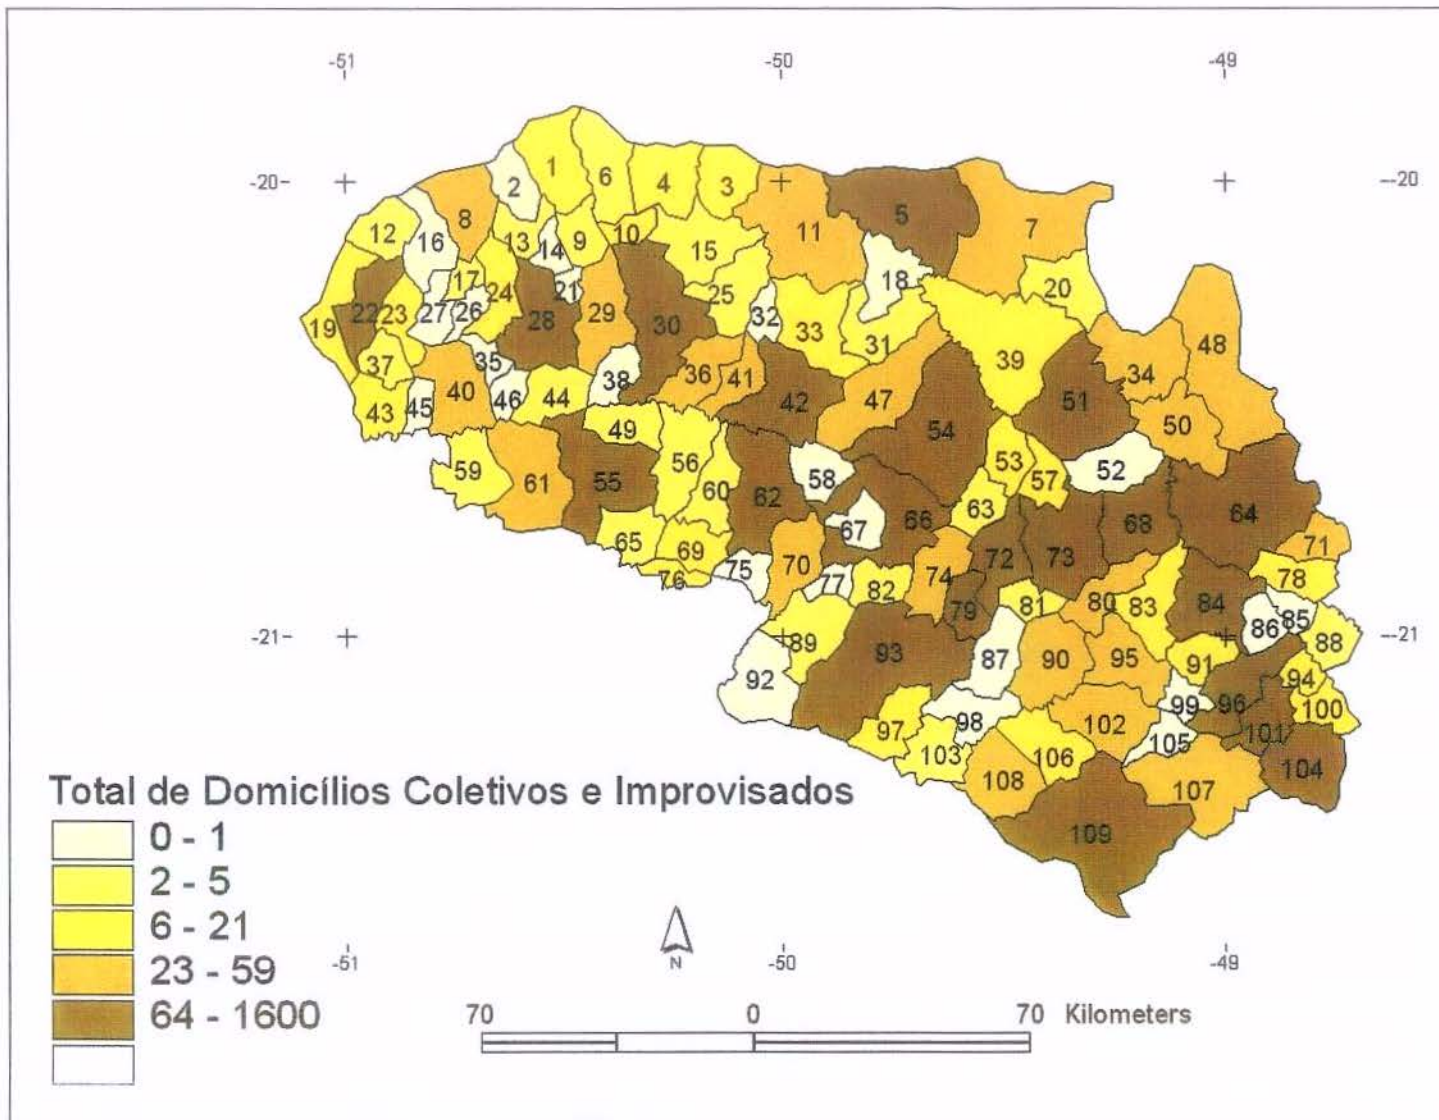 -51 -50 -49
-20 -20
1 6 4 3
2
8 5 7
12 16 13 14 9 10 15 11
18 20
17 24 21 25
19 22 23 27 26 28 29 30 32 33 31 39 34 48
37 35 36 41
43 45 40 46 44 38 42 47 54 51 50
49
59 61 55 56 60 62 58 53 57 52
67 66 63 72 73 68 64
65 69 70 74 71
76 75 77 82 79 81 80 83 84 78
-21 -21
89 93 87 90 95 91 86 85 88
92 94
97 98 102 99 96 100
103 106 105 101
108 107 104
109
Total de Domicílios Coletivos e Improvisados
0 - 1
2 - 5
6 - 21
23 - 59
64 - 1600
-51 -50 -49
N
70 0 70 Kilometers